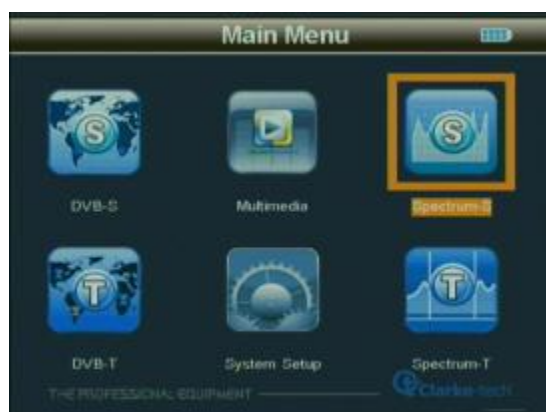 Main Menu
S
S
DVB-S Multimedia Spectrum-S
T
T
DVB-T System Setup Spectrum-T
THE PROFESSIONAL EQUIPMENT
Clarke-tech